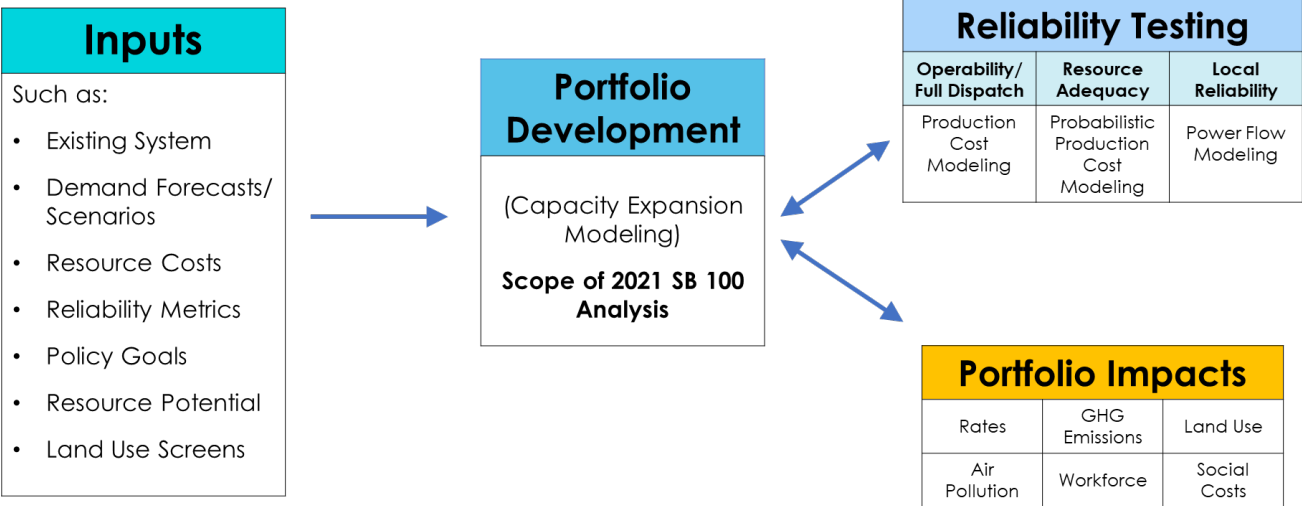 Inputs
Such as:
• Existing System
• Demand Forecasts/
Scenarios
• Resource Costs
• Reliability Metrics
• Policy Goals
• Resource Potential
• Land Use Screens
Portfolio
Development
(Capacity Expansion
Modeling)
Scope of 2021 SB 100
Analysis
Reliability Testing
Operability/
Full Dispatch
Resource
Adequacy
Local
Reliability
Production
Cost
Modeling
Probabilistic
Production
Cost
Modeling
Power Flow
Modeling
Portfolio Impacts
Rates
GHG
Emissions
Land Use
Air
Pollution
Workforce
Social
Costs